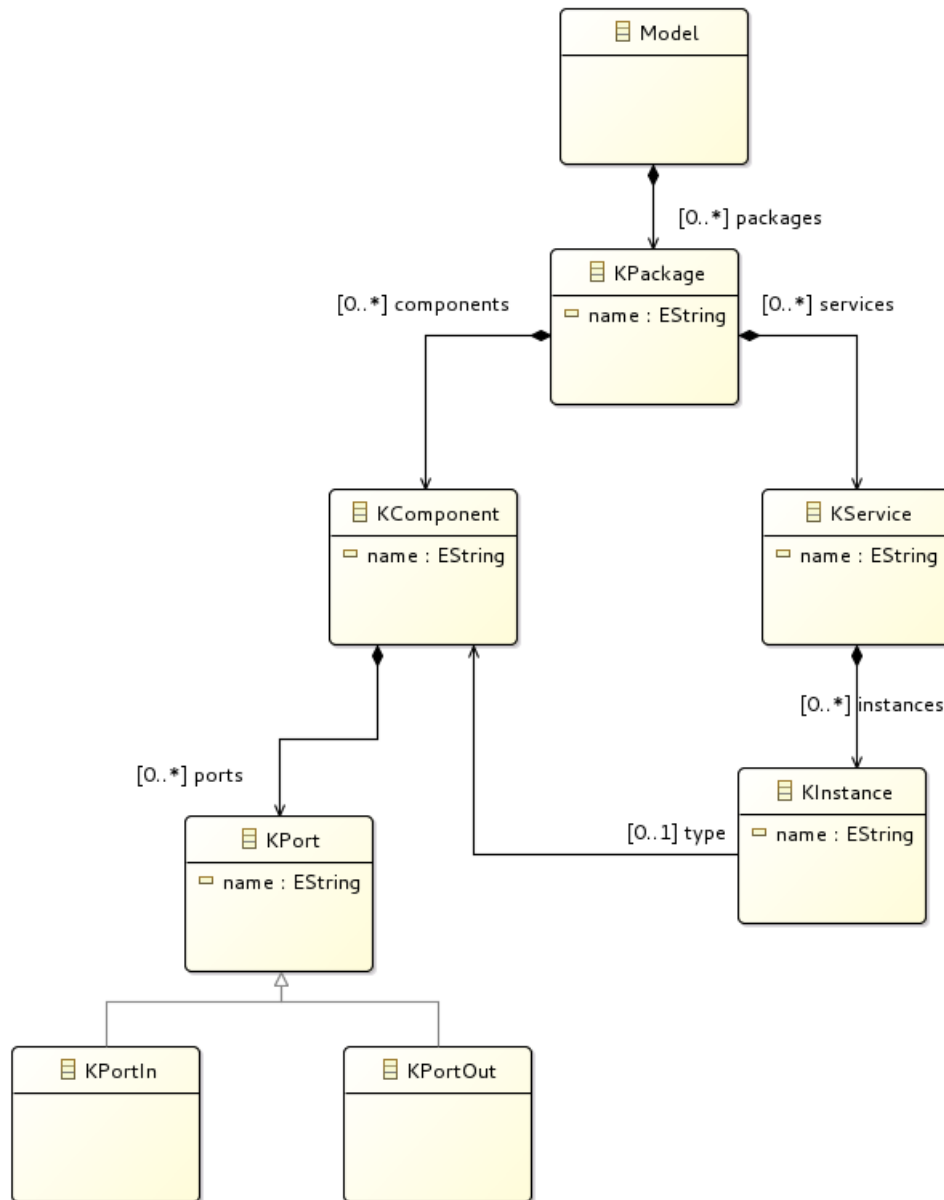 Model
[0..*] packages
KPackage
name : EString
[0..*] components
[0..*] services
KComponent
name : EString
KService
name : EString
[0..*] instances
[0..*] ports
KInstance
name : EString
[0..1] type
KPort
name : EString
KPortIn
KPortOut